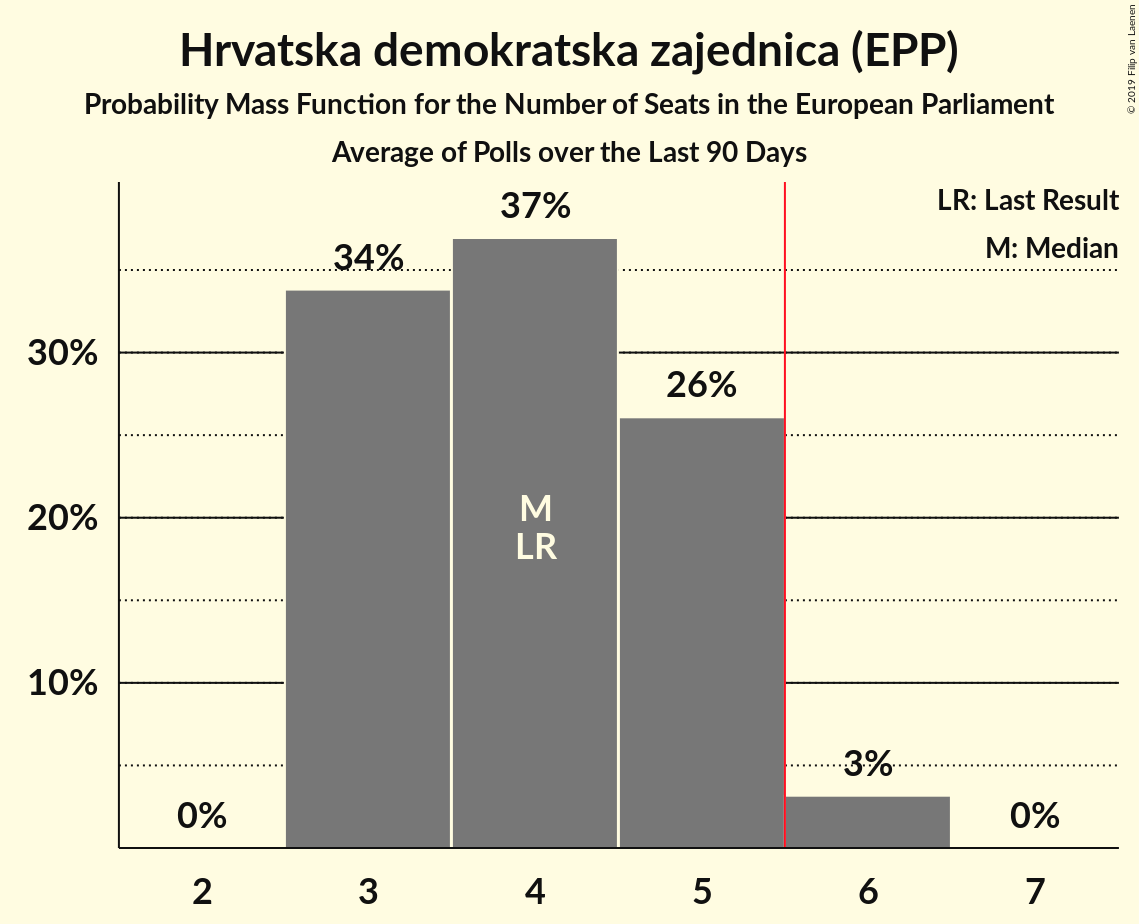 Hrvatska demokratska zajednica (EPP)
Probability Mass Function for the Number of Seats in the European Parliament
Average of Polls over the Last 90 Days
© 2019 Filip van Laenen
LR: Last Result
M: Median
37%
34%
30%
26%
M
20%
LR
10%
3%
0%
0%
2
3
4
5
6
7